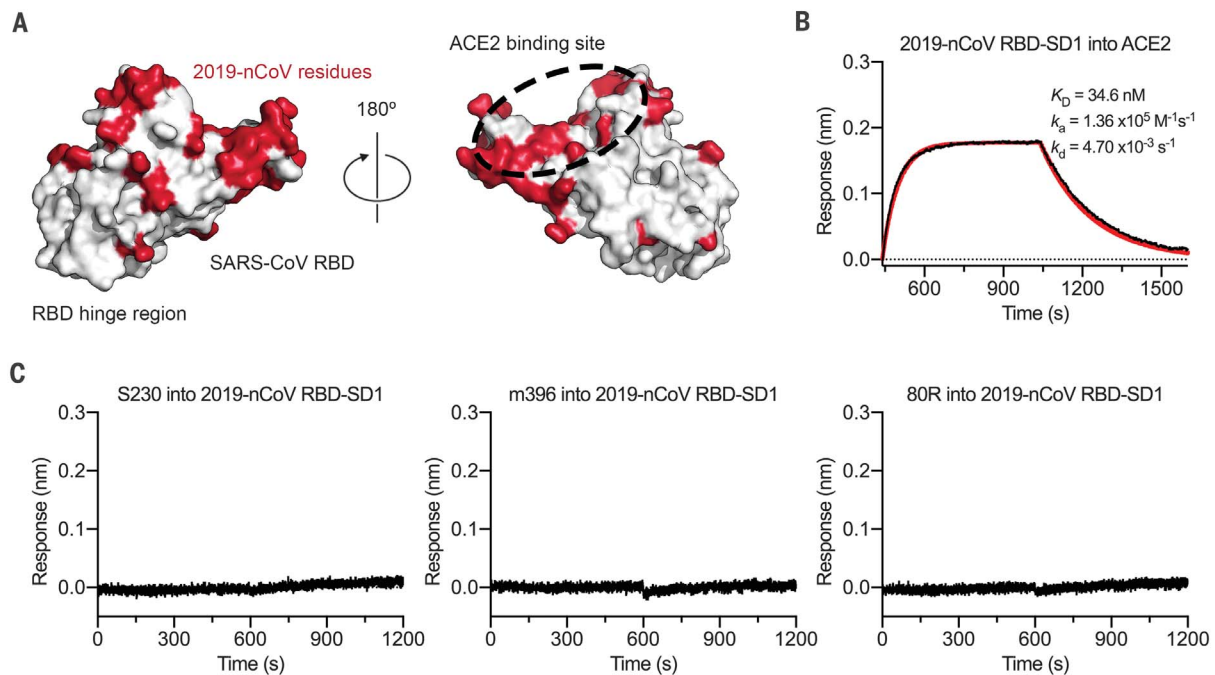 A
2019-nCoV residues
180º
ACE2 binding site
SARS-CoV RBD
RBD hinge region
B
2019-nCoV RBD-SD1 into ACE2
K_D = 34.6 nM
k_a = 1.36 x10⁵ M⁻¹s⁻¹
k_d = 4.70 x10⁻³ s⁻¹
Response (nm)
0.3
0.2
0.1
0.0
600 900 1200 1500
Time (s)
C
S230 into 2019-nCoV RBD-SD1
Response (nm)
0.3
0.2
0.1
0.0
0 300 600 900 1200
Time (s)
m396 into 2019-nCoV RBD-SD1
Response (nm)
0.3
0.2
0.1
0.0
0 300 600 900 1200
Time (s)
80R into 2019-nCoV RBD-SD1
Response (nm)
0.3
0.2
0.1
0.0
0 300 600 900 1200
Time (s)